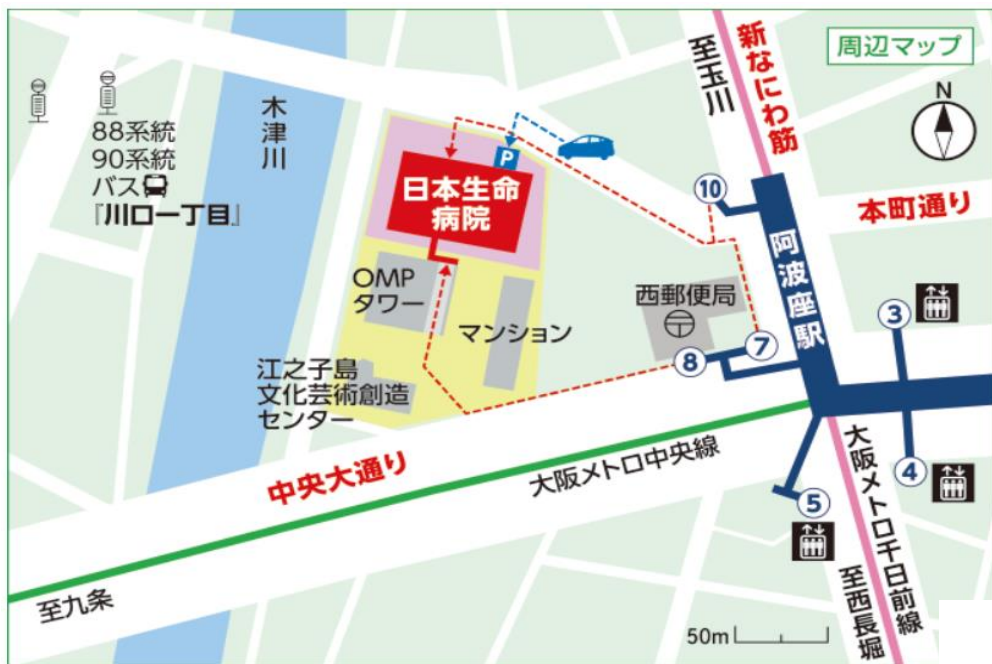 周辺マップ
N
新なにわ筋
至玉川
木津川
88系統
90系統
バス
『川口一丁目』
P
日本生命
病院
⑩
本町通り
阿波座駅
OMP
タワー
西郵便局
マンション
③
⑦
⑧
江之子島
文化芸術創造
センター
中央大通り
大阪メトロ中央線
④
⑤
大阪メトロ千日前線
至九条
至西長堀
50m